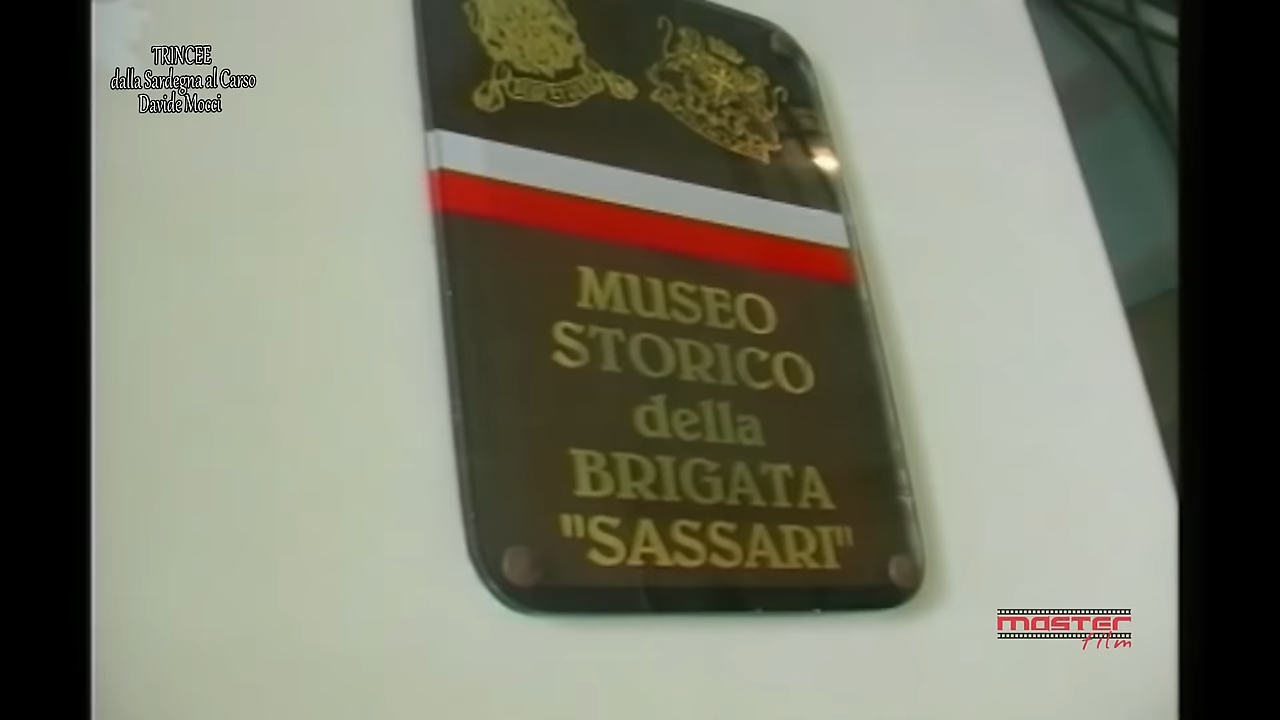 TRINCEE
dalla Sardegna al Carso
Davide Mocci
MUSEO
STORICO
della
BRIGATA
"SASSARI"
master
film